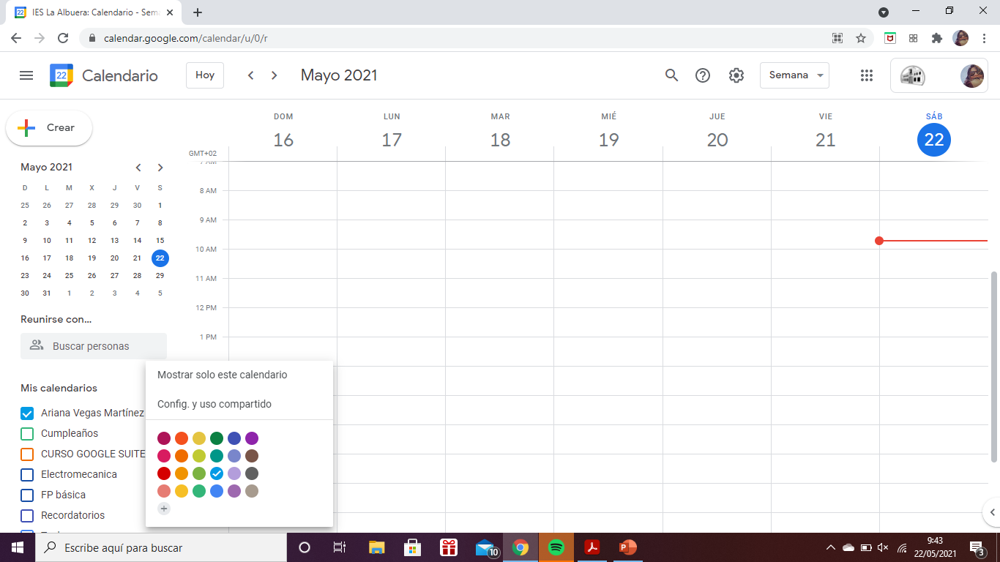 IES La Albuera: Calendario - Sem
calendar.google.com/calendar/u/0/r
22 Calendario Hoy Mayo 2021 Semana
Crear
DOM LUN MAR MIÉ JUE VIE SÁB
16 17 18 19 20 21 22
GMT+02
7 AM
8 AM
9 AM
10 AM
11 AM
12 PM
1 PM
Mayo 2021
D L M X J V S
25 26 27 28 29 30 1
2 3 4 5 6 7 8
9 10 11 12 13 14 15
16 17 18 19 20 21 22
23 24 25 26 27 28 29
30 31 1 2 3 4 5
Reunirse con...
Buscar personas
Mis calendarios
Ariana Vegas Martínez
Cumpleaños
CURSO GOOGLE SUITE
Electromecanica
FP básica
Recordatorios
Mostrar solo este calendario
Config. y uso compartido
Escribe aquí para buscar
10
9:43
22/05/2021
3